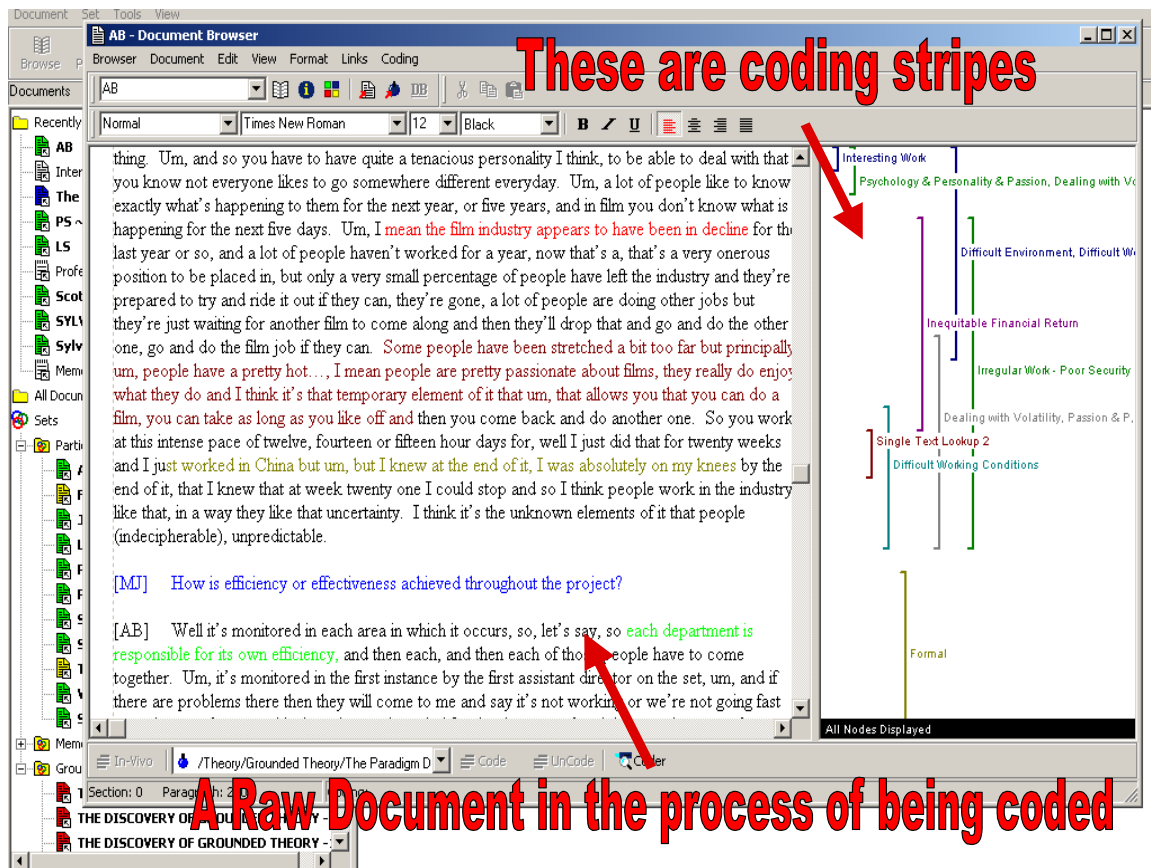 Document Set Tools View
Browse
AB - Document Browser
Browser Document Edit View Format Links Coding
These are coding stripes
Documents
AB
DB
Normal Times New Roman 12 Black B I U
Recently
AB
Inter
The
PS ~
LS
Profe
Scot
SYLV
Sylv
Memo
All Docun
Sets
Partic
Memo
Grou
thing. Um, and so you have to have quite a tenacious personality I think, to be able to deal with that
you know not everyone likes to go somewhere different everyday. Um, a lot of people like to know
exactly what's happening to them for the next year, or five years, and in film you don't know what is
happening for the next five days. Um, I mean the film industry appears to have been in decline for the
last year or so, and a lot of people haven't worked for a year, now that's a, that's a very onerous
position to be placed in, but only a very small percentage of people have left the industry and they're
prepared to try and ride it out if they can, they're gone, a lot of people are doing other jobs but
they're just waiting for another film to come along and then they'll drop that and go and do the other
one, go and do the film job if they can. Some people have been stretched a bit too far but principally
um, people have a pretty hot…, I mean people are pretty passionate about films, they really do enjoy
what they do and I think it's that temporary element of it that um, that allows you that you can do a
film, you can take as long as you like off and then you come back and do another one. So you work
at this intense pace of twelve, fourteen or fifteen hour days for, well I just did that for twenty weeks
and I just worked in China but um, but I knew at the end of it, I was absolutely on my knees by the
end of it, that I knew that at week twenty one I could stop and so I think people work in the industry
like that, in a way they like that uncertainty. I think it's the unknown elements of it that people
(indecipherable), unpredictable.
[MJ] How is efficiency or effectiveness achieved throughout the project?
[AB] Well it's monitored in each area in which it occurs, so, let's say, so each department is
responsible for its own efficiency, and then each, and then each of those people have to come
together. Um, it's monitored in the first instance by the first assistant director on the set, um, and if
there are problems there then they will come to me and say it's not working or we're not going fast
Interesting Work
Psychology & Personality & Passion, Dealing with Vo
Difficult Environment, Difficult W
Inequitable Financial Return
Irregular Work - Poor Security
Dealing with Volatility, Passion & P,
Single Text Lookup 2
Difficult Working Conditions
Formal
All Nodes Displayed
In-Vivo /Theory/Grounded Theory/The Paradigm D Code UnCode Coder
Section: 0 Paragraph:
A Raw Document in the process of being coded
THE DISCOVERY OF GROUNDED THEORY -
THE DISCOVERY OF GROUNDED THEORY -